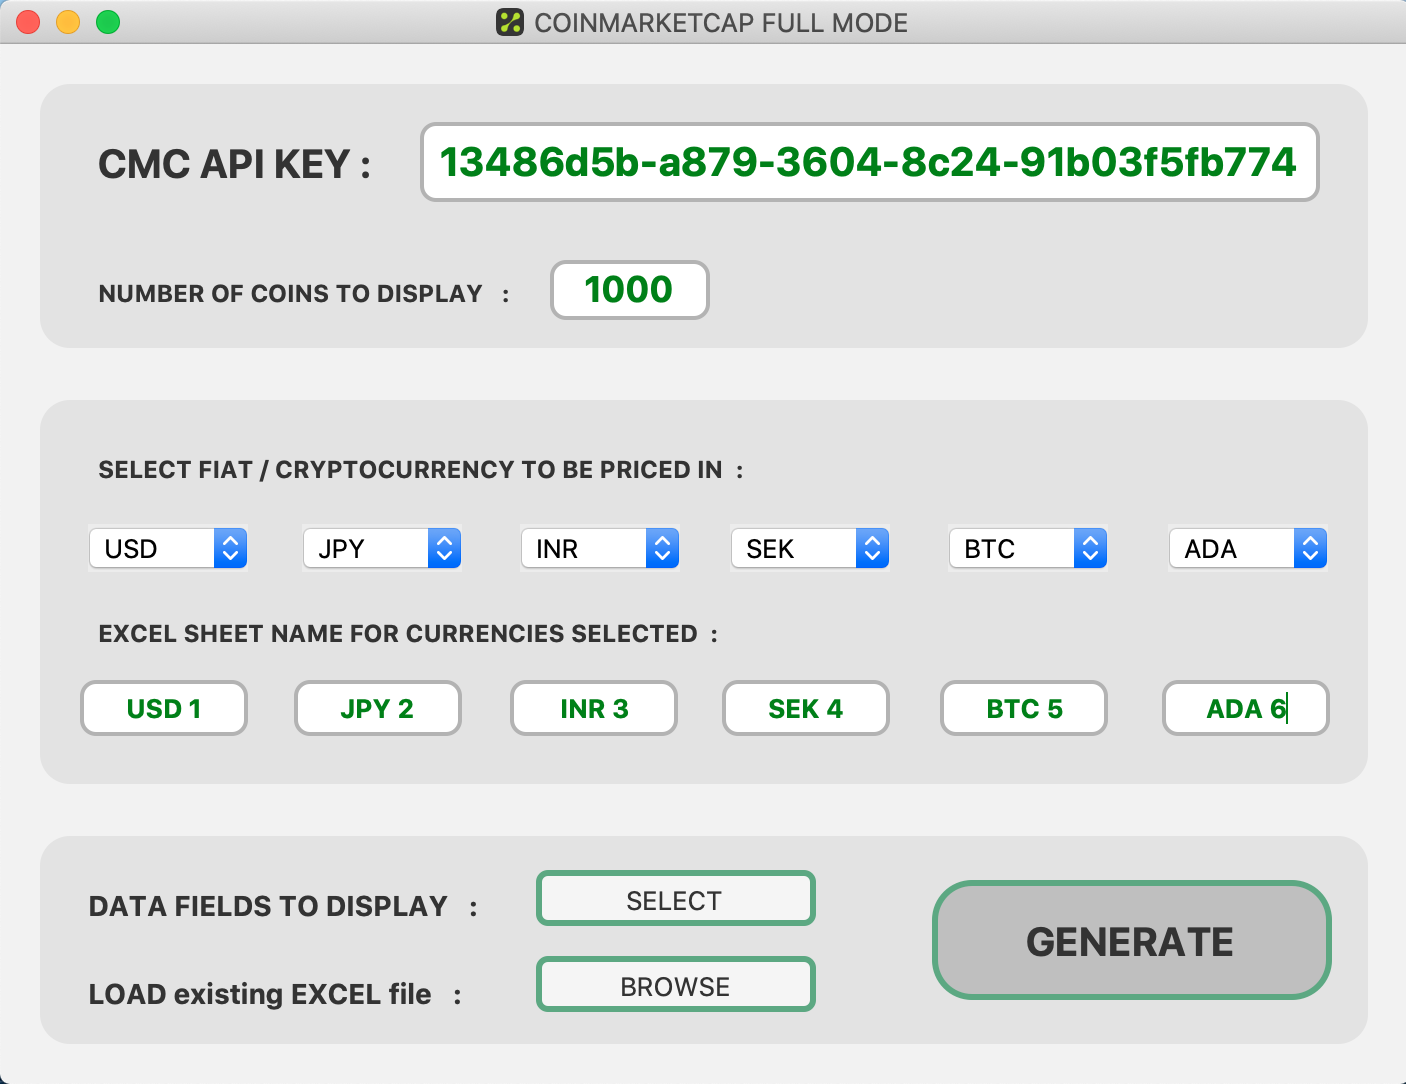 COINMARKETCAP FULL MODE
CMC API KEY : 13486d5b-a879-3604-8c24-91b03f5fb774
NUMBER OF COINS TO DISPLAY : 1000
SELECT FIAT / CRYPTOCURRENCY TO BE PRICED IN :
USD JPY INR SEK BTC ADA
EXCEL SHEET NAME FOR CURRENCIES SELECTED :
USD 1 JPY 2 INR 3 SEK 4 BTC 5 ADA 6
DATA FIELDS TO DISPLAY : SELECT
GENERATE
LOAD existing EXCEL file : BROWSE